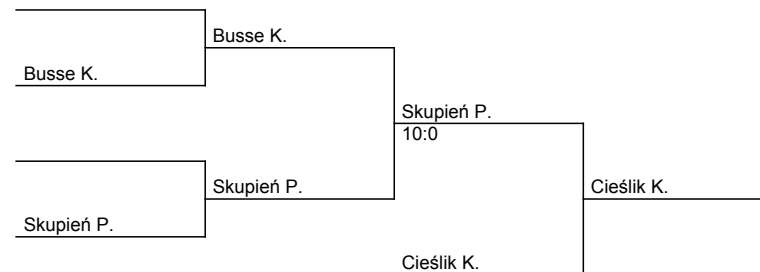 Busse K.
Busse K.
Skupień P.
10:0
Skupień P.
Cieślik K.
Skupień P.
Cieślik K.